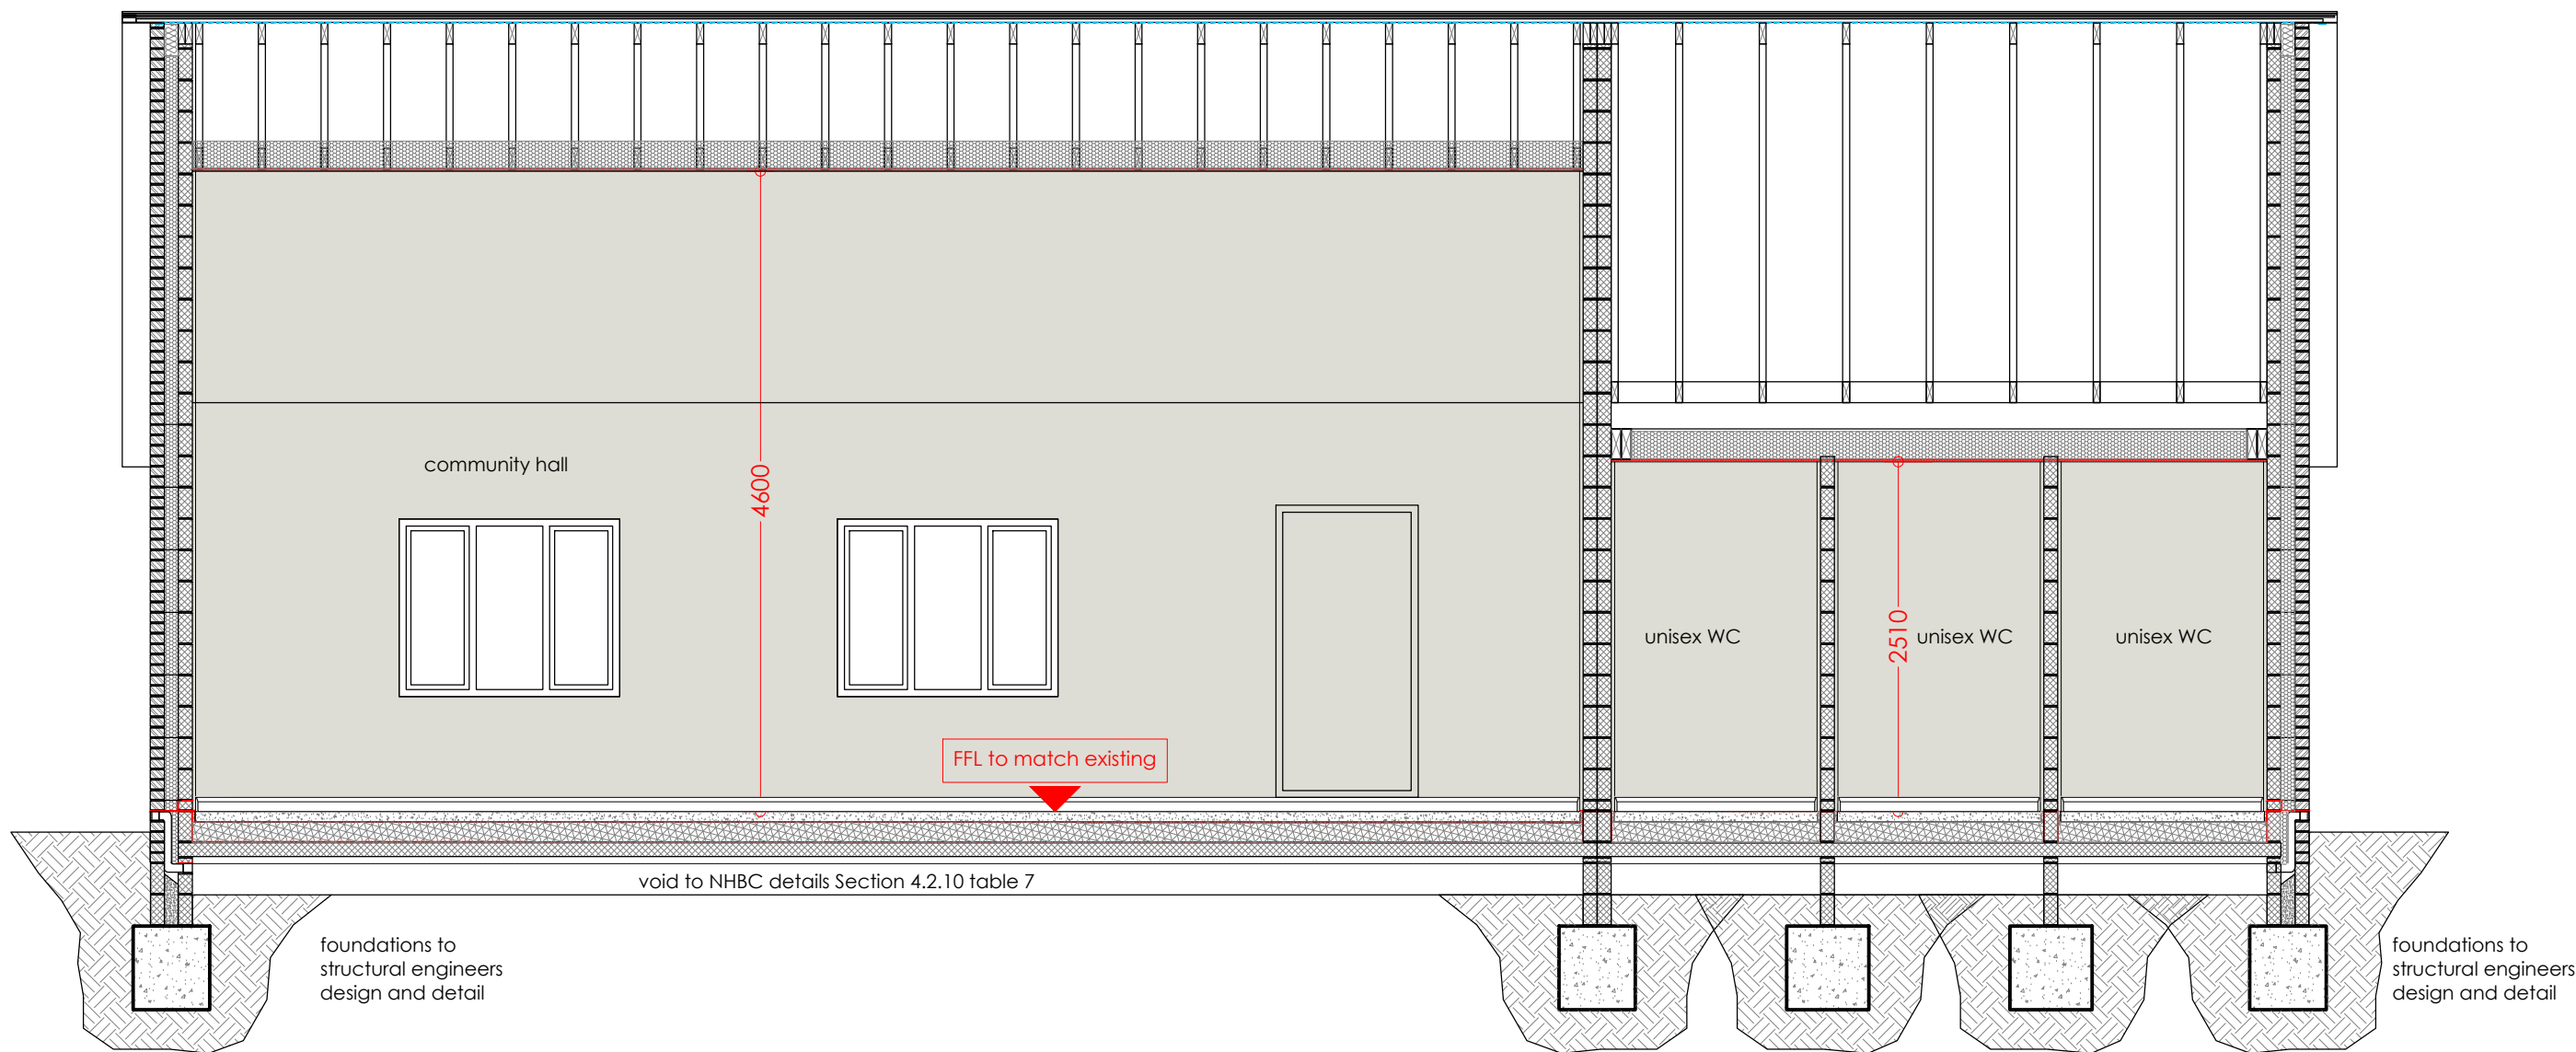 community hall
4600
unisex WC
2510
unisex WC
unisex WC
FFL to match existing
void to NHBC details Section 4.2.10 table 7
foundations to
structural engineers
design and detail
foundations to
structural engineers
design and detail